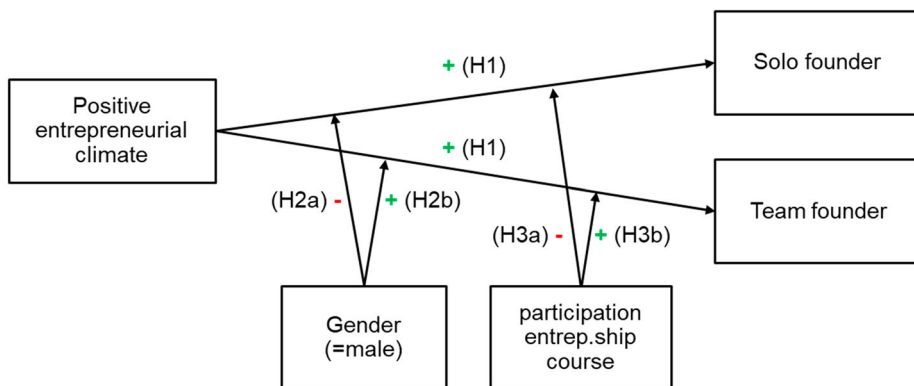 + (H1)
Solo founder
Positive
entrepreneurial
climate
+ (H1)
(H2a) - + (H2b)
Team founder
(H3a) - + (H3b)
Gender
(=male)
participation
entrep.ship
course